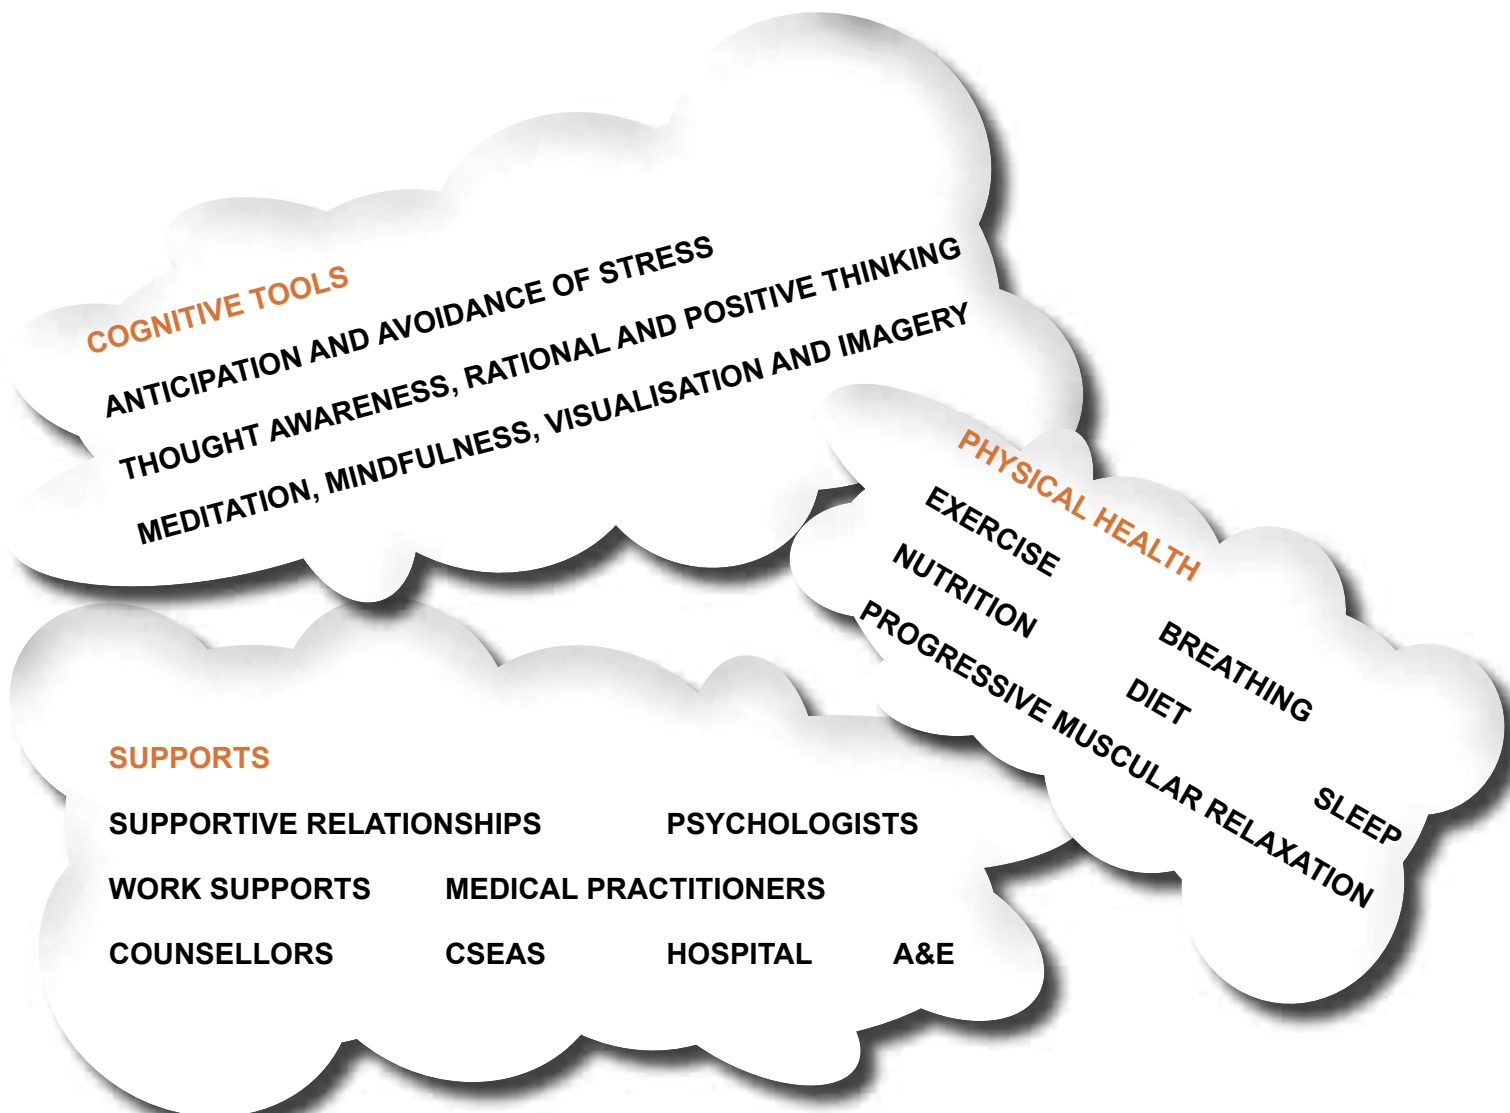 COGNITIVE TOOLS
ANTICIPATION AND AVOIDANCE OF STRESS
THOUGHT AWARENESS, RATIONAL AND POSITIVE THINKING
MEDITATION, MINDFULNESS, VISUALISATION AND IMAGERY
PHYSICAL HEALTH
EXERCISE BREATHING
NUTRITION DIET SLEEP
PROGRESSIVE MUSCULAR RELAXATION
SUPPORTS
SUPPORTIVE RELATIONSHIPS PSYCHOLOGISTS
WORK SUPPORTS MEDICAL PRACTITIONERS
COUNSELLORS CSEAS HOSPITAL A&E